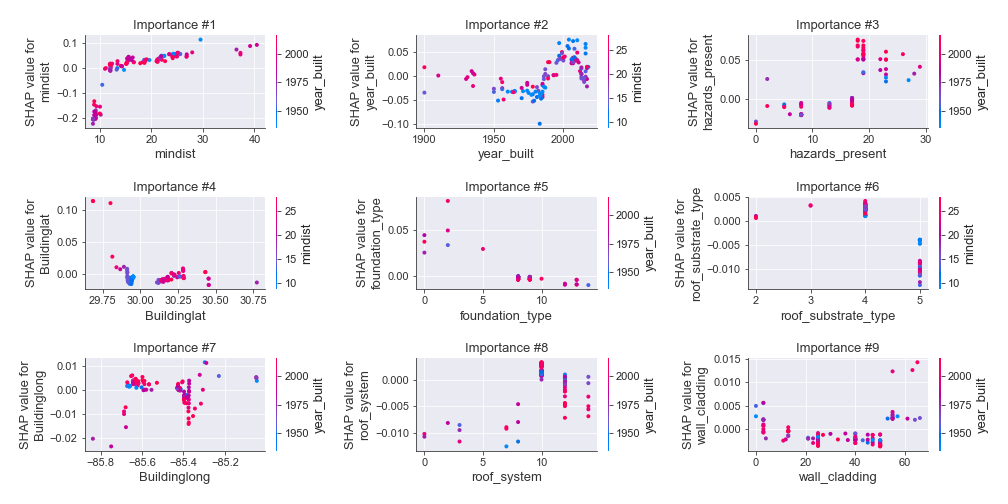 Importance #1
SHAP value for
mindist
0.1
0.0
−0.1
−0.2
10
20
30
40
mindist
2000
1975
1950
year_built
Importance #2
SHAP value for
year_built
0.05
0.00
−0.05
−0.10
1900
1950
2000
year_built
25
20
15
10
mindist
Importance #3
SHAP value for
hazards_present
0.05
0.00
0
10
20
30
hazards_present
2000
1975
1950
year_built
Importance #4
SHAP value for
Buildinglat
0.10
0.05
0.00
29.75
30.00
30.25
30.50
30.75
Buildinglat
25
20
15
10
mindist
Importance #5
SHAP value for
foundation_type
0.05
0.00
0
5
10
foundation_type
2000
1975
1950
year_built
Importance #6
SHAP value for
roof_substrate_type
0.005
0.000
−0.005
−0.010
2
3
4
5
roof_substrate_type
25
20
15
10
mindist
Importance #7
SHAP value for
Buildinglong
0.01
0.00
−0.01
−0.02
−85.8
−85.6
−85.4
−85.2
Buildinglong
2000
1975
1950
year_built
Importance #8
SHAP value for
roof_system
0.000
−0.005
−0.010
0
10
roof_system
2000
1975
1950
year_built
Importance #9
SHAP value for
wall_cladding
0.015
0.010
0.005
0.000
0
20
40
60
wall_cladding
2000
1975
1950
year_built